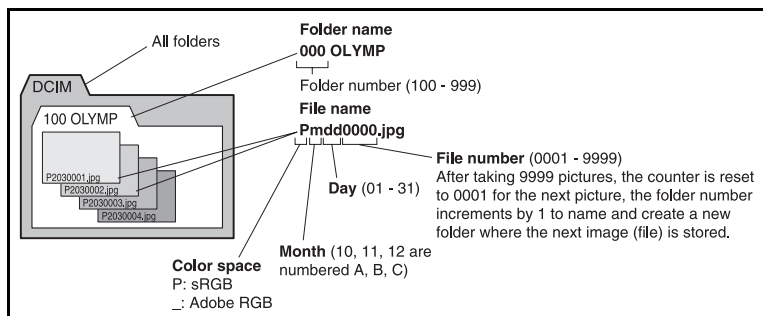 All folders
DCIM
100 OLYMP
P2030001.jpg
P2030002.jpg
P2030003.jpg
P2030004.jpg
Folder name
000 OLYMP
Folder number (100 - 999)
File name
Pmdd0000.jpg
File number (0001 - 9999)
After taking 9999 pictures, the counter is reset
to 0001 for the next picture, the folder number
increments by 1 to name and create a new
folder where the next image (file) is stored.
Day (01 - 31)
Month (10, 11, 12 are
numbered A, B, C)
Color space
P: sRGB
_: Adobe RGB